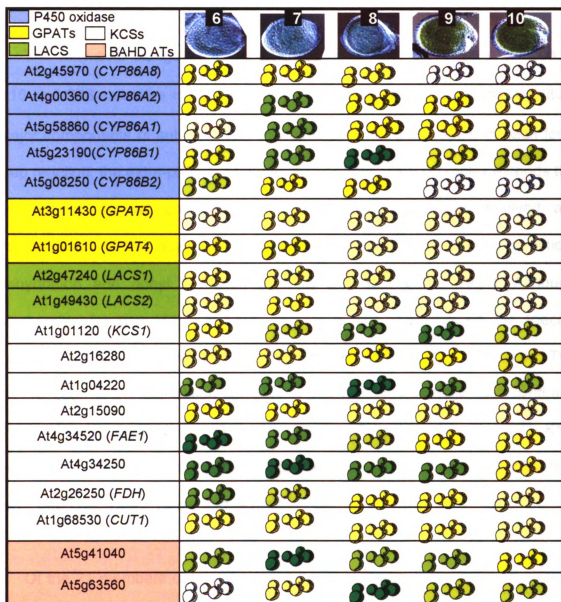 P450 oxidase
GPATs KCSs
LACS BAHD ATs
6 7 8 9 10
At2g45970 (CYP86A8)
At4g00360 (CYP86A2)
At5g58860 (CYP86A1)
At5g23190(CYP86B1)
At5g08250 (CYP86B2)
At3g11430 (GPAT5)
At1g01610 (GPAT4)
At2g47240 (LACS1)
At1g49430 (LACS2)
At1g01120 (KCS1)
At2g16280
At1g04220
At2g15090
At4g34520 (FAE1)
At4g34250
At2g26250 (FDH)
At1g68530 (CUT1)
At5g41040
At5g63560